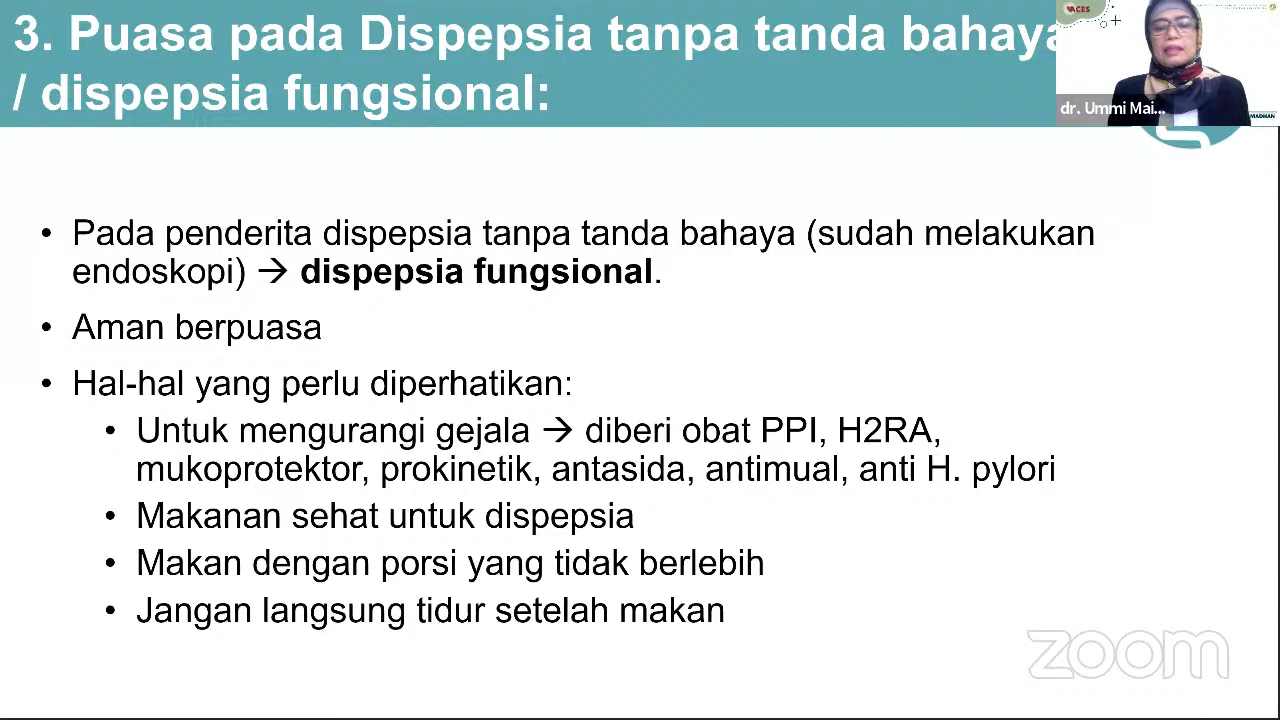 3. Puasa pada Dispepsia tanpa tanda bahaya
/ dispepsia fungsional:
ACES
dr. Ummi Mai...
MADHAN
• Pada penderita dispepsia tanpa tanda bahaya (sudah melakukan
endoskopi) → dispepsia fungsional.
• Aman berpuasa
• Hal-hal yang perlu diperhatikan:
• Untuk mengurangi gejala → diberi obat PPI, H2RA,
mukoprotektor, prokinetik, antasida, antimual, anti H. pylori
• Makanan sehat untuk dispepsia
• Makan dengan porsi yang tidak berlebih
• Jangan langsung tidur setelah makan
zoom